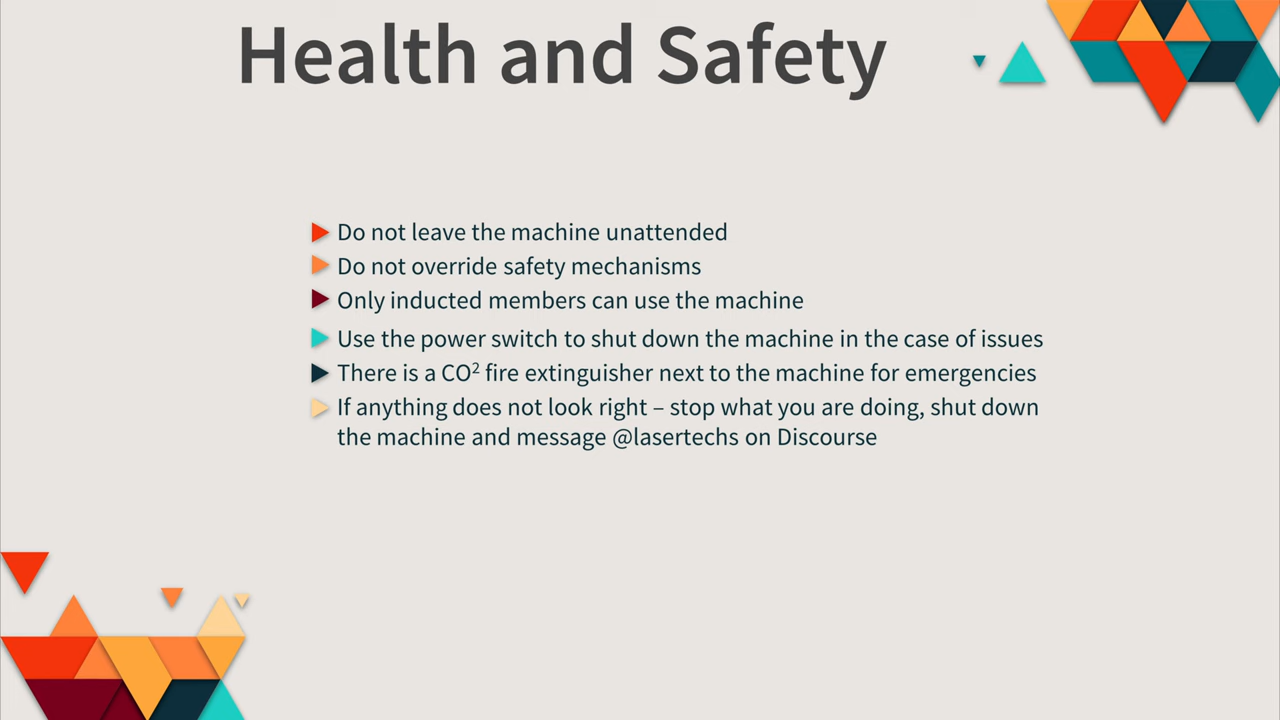 Health and Safety
Do not leave the machine unattended
Do not override safety mechanisms
Only inducted members can use the machine
Use the power switch to shut down the machine in the case of issues
There is a CO² fire extinguisher next to the machine for emergencies
If anything does not look right – stop what you are doing, shut down
the machine and message @lasertechs on Discourse